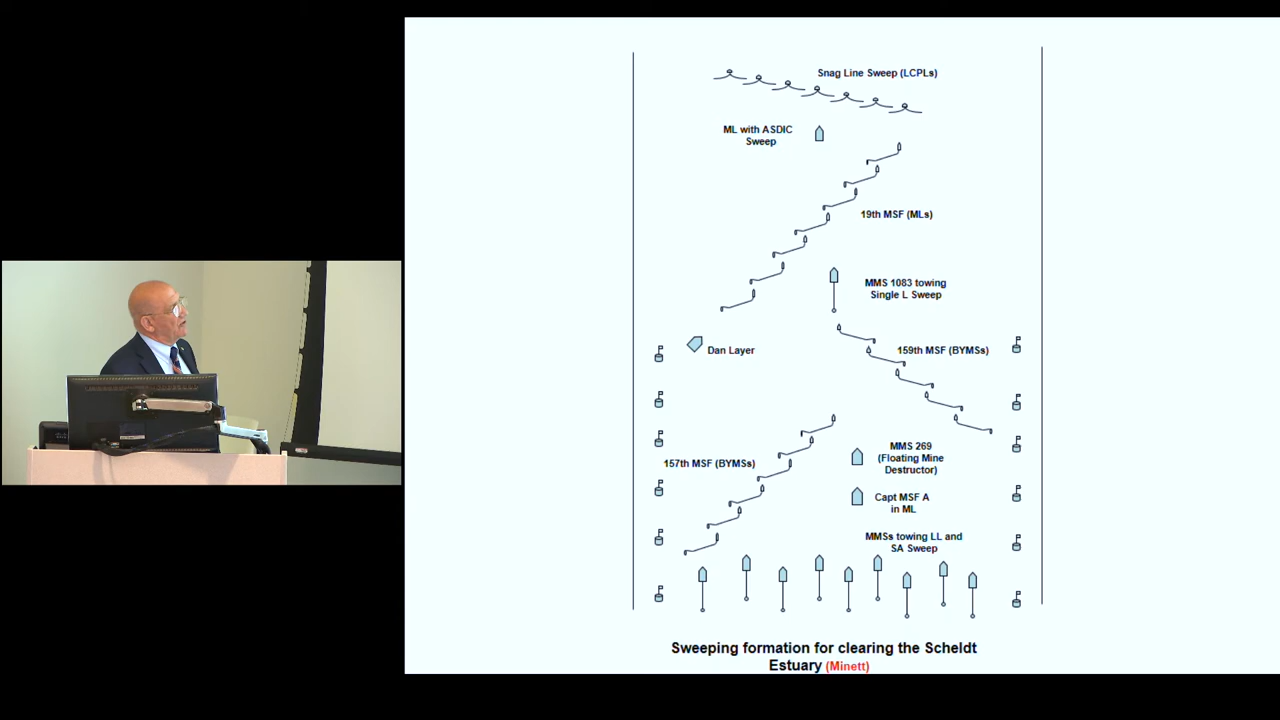 Snag Line Sweep (LCPLs)
ML with ASDIC
Sweep
19th MSF (MLs)
MMS 1083 towing
Single L Sweep
Dan Layer
159th MSF (BYMSs)
MMS 269
(Floating Mine
Destructor)
157th MSF (BYMSs)
Capt MSF A
in ML
MMSs towing LL and
SA Sweep
Sweeping formation for clearing the Scheldt
Estuary (Minett)